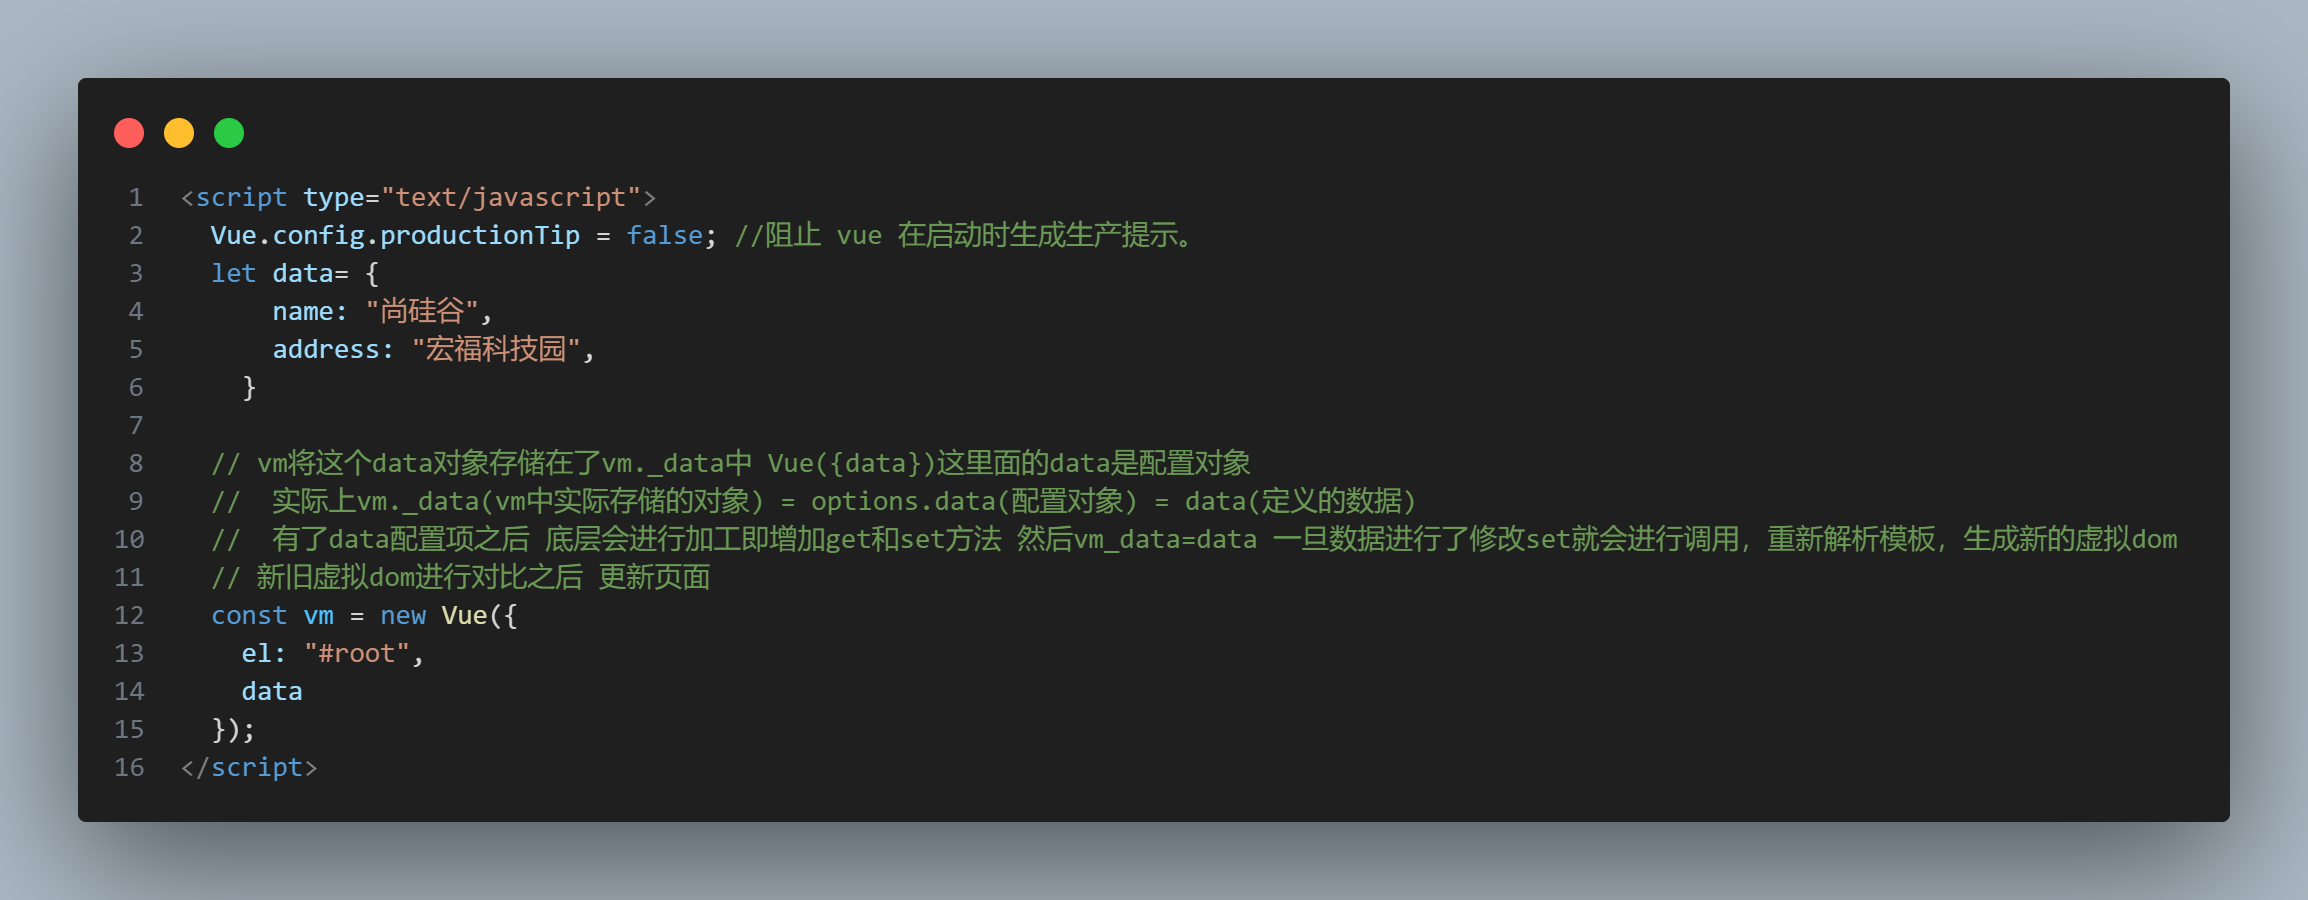 1 <script type="text/javascript">
2 Vue.config.productionTip = false; //阻止 vue 在启动时生成生产提示。
3 let data= {
4 name: "尚硅谷",
5 address: "宏福科技园",
6 }
7
8 // vm将这个data对象存储在了vm._data中 Vue({data})这里面的data是配置对象
9 // 实际上vm._data(vm中实际存储的对象) = options.data(配置对象) = data(定义的数据)
10 // 有了data配置项之后 底层会进行加工即增加get和set方法 然后vm_data=data 一旦数据进行了修改set就会进行调用，重新解析模板，生成新的虚拟dom
11 // 新旧虚拟dom进行对比之后 更新页面
12 const vm = new Vue({
13 el: "#root",
14 data
15 });
16 </script>